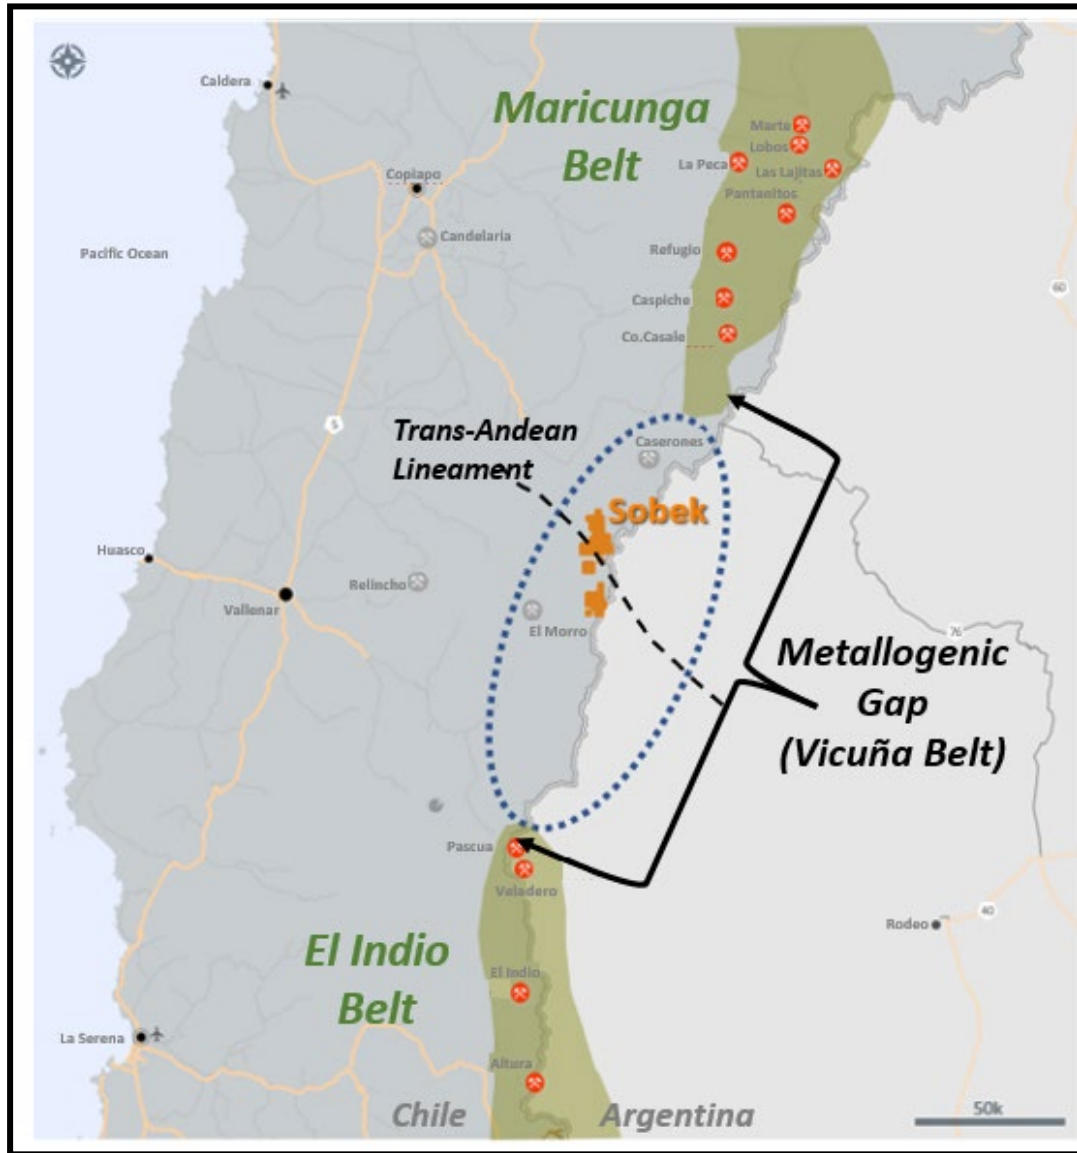 Caldera
Maricunga
Belt
Marte
Lobos
La Peca
Las Lajitas
Copiapo
Pantanitos
Candelaria
Pacific Ocean
Refugio
60
Caspiche
Co.Casale
5
Trans-Andean
Lineament
Caserones
Sobek
Huasco
Relincho
Vallenar
El Morro
76
Metallogenic
Gap
(Vicuña Belt)
Pascua
Veladero
Rodeo
40
El Indio
Belt
El Indio
La Serena
Altura
Chile
Argentina
50k